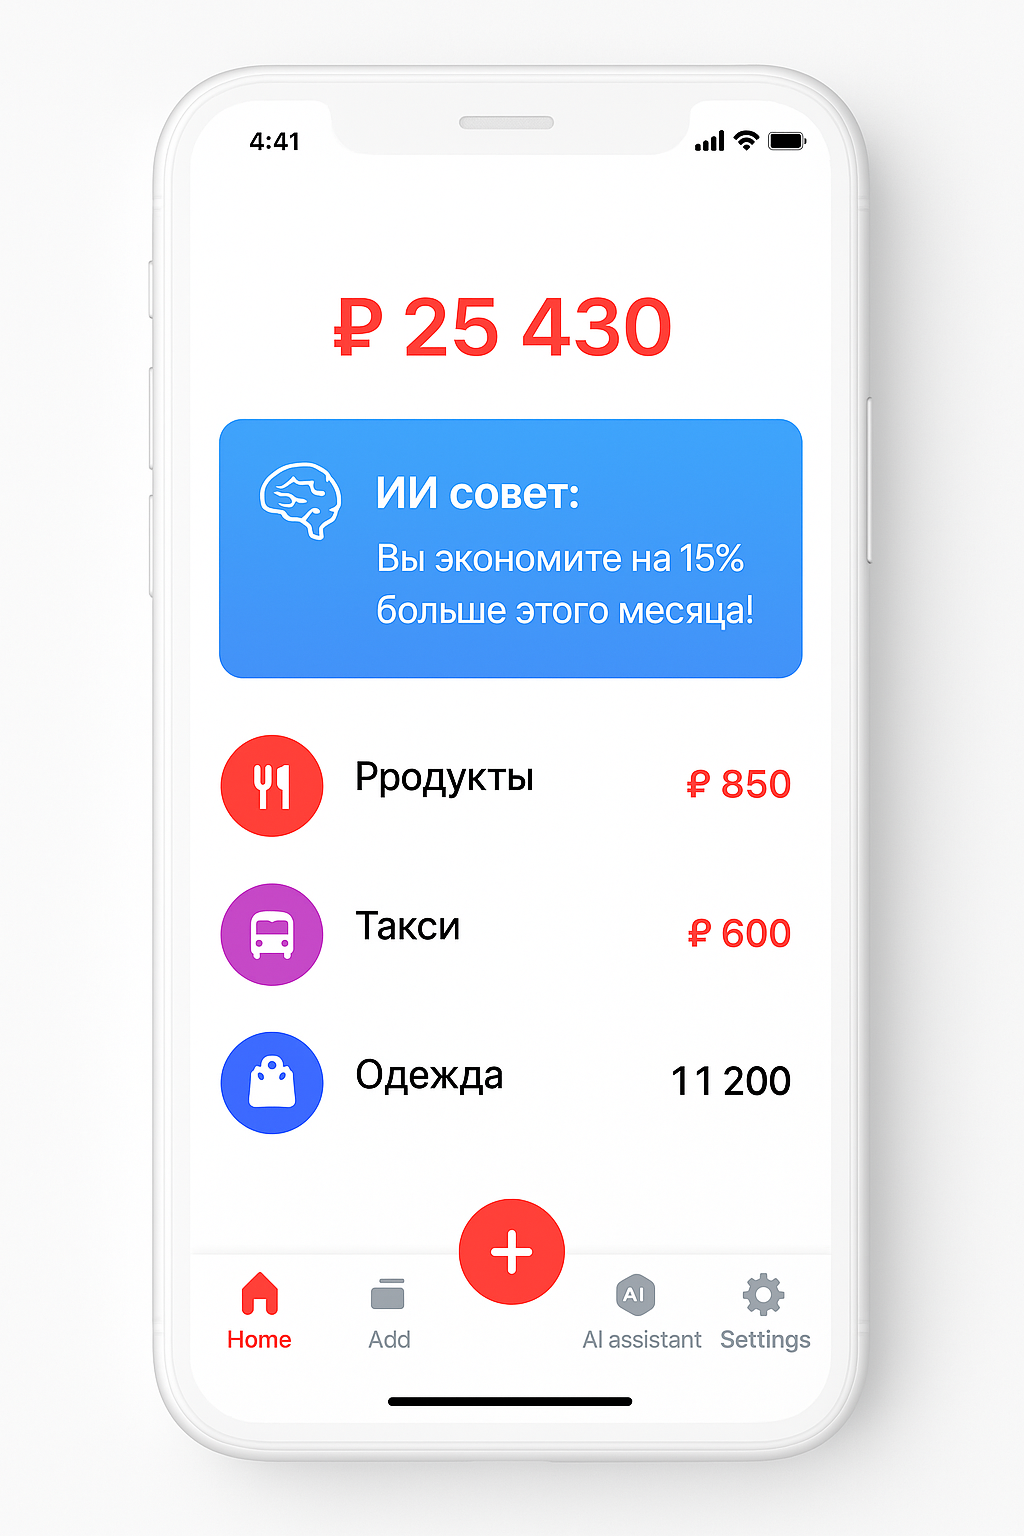 4:41
₽ 25 430
ИИ совет:
Вы экономите на 15%
больше этого месяца!
Рродукты
₽ 850
Такси
₽ 600
Одежда
11 200
Home
Add
AI
AI assistant
Settings